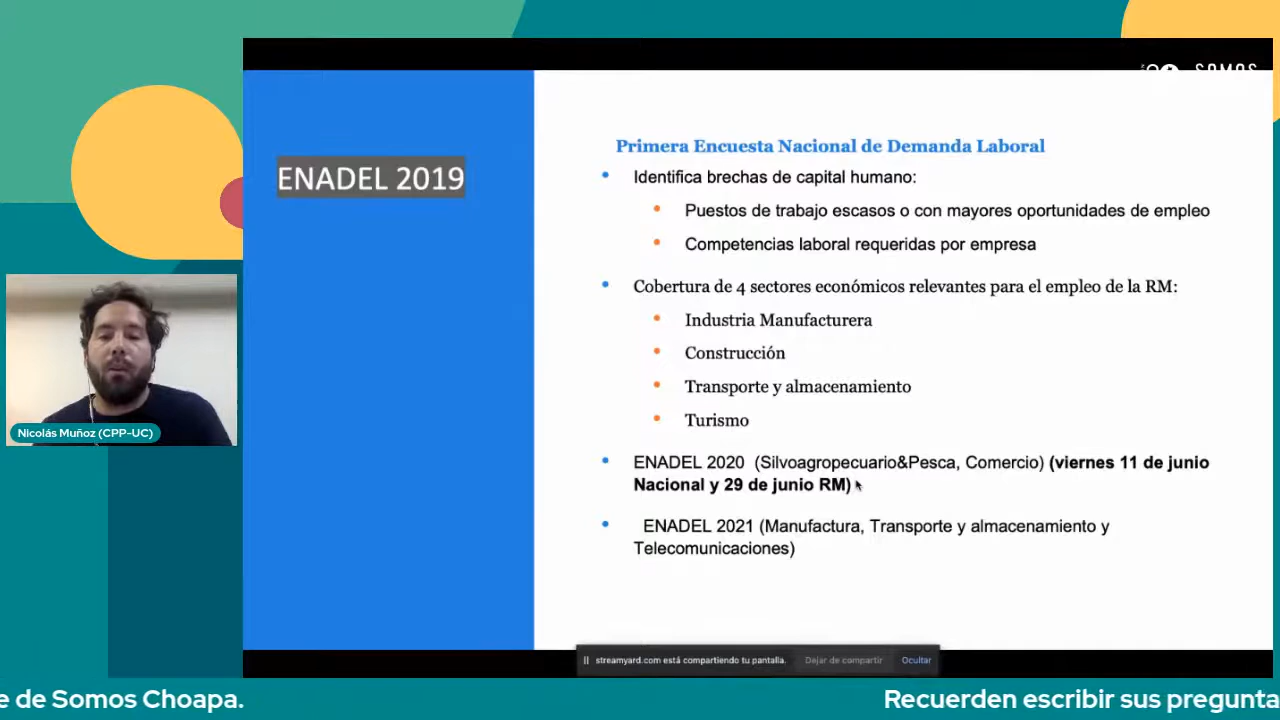 SOMOS
ENADEL 2019
Primera Encuesta Nacional de Demanda Laboral
Identifica brechas de capital humano:
Puestos de trabajo escasos o con mayores oportunidades de empleo
Competencias laboral requeridas por empresa
Cobertura de 4 sectores económicos relevantes para el empleo de la RM:
Industria Manufacturera
Construcción
Transporte y almacenamiento
Turismo
ENADEL 2020 (Silvoagropecuario&Pesca, Comercio) (viernes 11 de junio
Nacional y 29 de junio RM)
ENADEL 2021 (Manufactura, Transporte y almacenamiento y
Telecomunicaciones)
Nicolás Muñoz (CPP-UC)
streamyard.com está compartiendo tu pantalla. Dejar de compartir Ocultar
e de Somos Choapa. Recuerden escribir sus pregunta